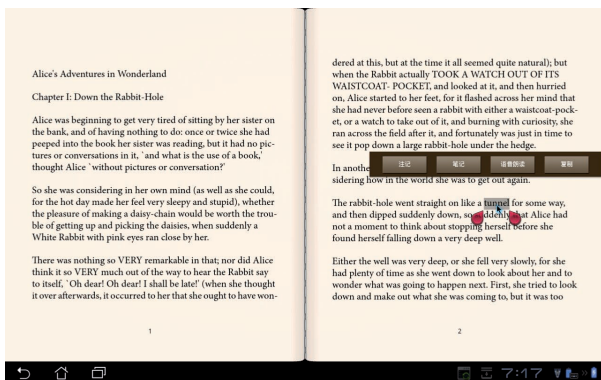 Alice's Adventures in Wonderland
Chapter I: Down the Rabbit-Hole
Alice was beginning to get very tired of sitting by her sister on
the bank, and of having nothing to do: once or twice she had
peeped into the book her sister was reading, but it had no pic-
tures or conversations in it, `and what is the use of a book,'
thought Alice `without pictures or conversation?'
So she was considering in her own mind (as well as she could,
for the hot day made her feel very sleepy and stupid), whether
the pleasure of making a daisy-chain would be worth the trou-
ble of getting up and picking the daisies, when suddenly a
White Rabbit with pink eyes ran close by her.
There was nothing so VERY remarkable in that; nor did Alice
think it so VERY much out of the way to hear the Rabbit say
to itself, `Oh dear! Oh dear! I shall be late!' (when she thought
it over afterwards, it occurred to her that she ought to have won-
1
dered at this, but at the time it all seemed quite natural); but
when the Rabbit actually TOOK A WATCH OUT OF ITS
WAISTCOAT- POCKET, and looked at it, and then hurried
on, Alice started to her feet, for it flashed across her mind that
she had never before seen a rabbit with either a waistcoat-pock-
et, or a watch to take out of it, and burning with curiosity, she
ran across the field after it, and fortunately was just in time to
see it pop down a large rabbit-hole under the hedge.
In anothe
注记 笔记 语音朗读 复制
sidering how in the world she was to get out again.
The rabbit-hole went straight on like a tunnel for some way,
and then dipped suddenly down, so suddenly that Alice had
not a moment to think about stopping herself before she
found herself falling down a very deep well.
Either the well was very deep, or she fell very slowly, for she
had plenty of time as she went down to look about her and to
wonder what was going to happen next. First, she tried to look
down and make out what she was coming to, but it was too
2
7:17